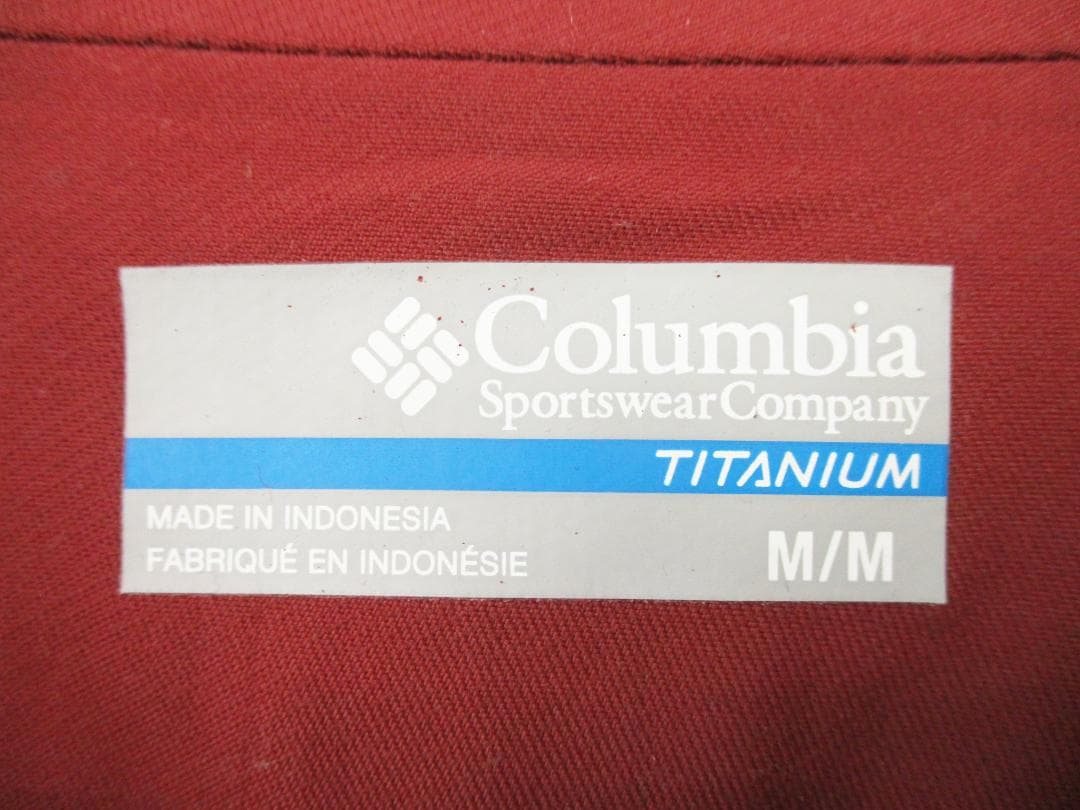 Columbia
Sportswear Company
TITANIUM
MADE IN INDONESIA
FABRIQUÉ EN INDONÉSIE
M/M